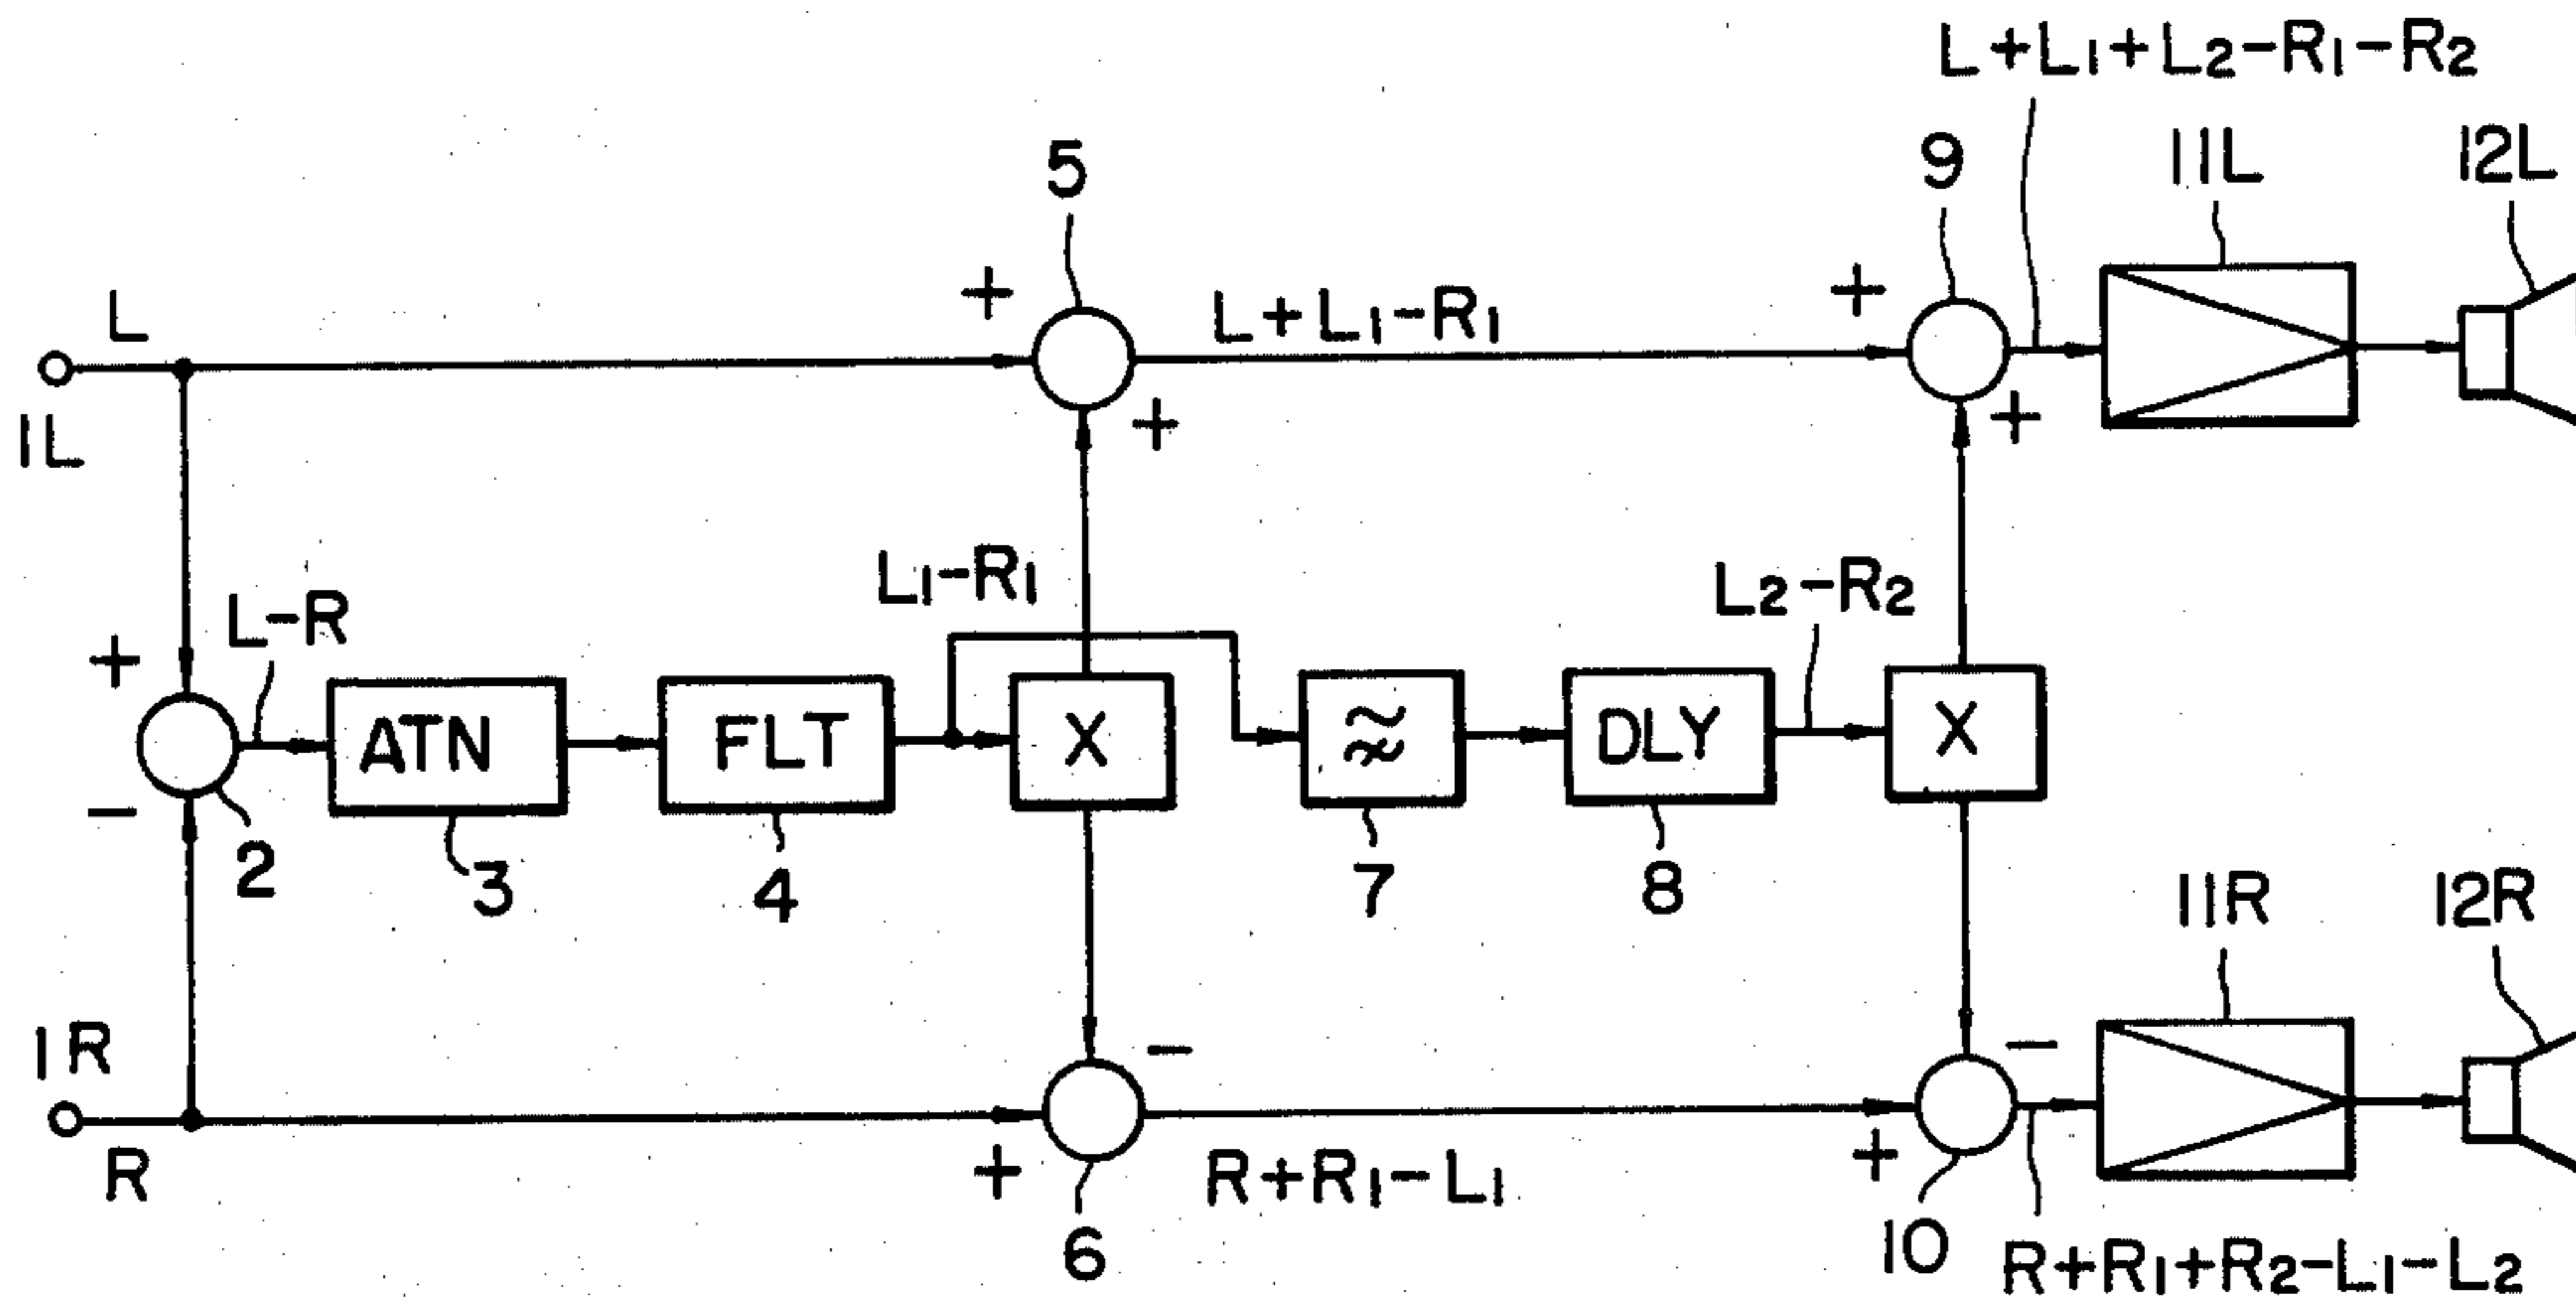 L+L1+L2-R1-R2
5
9
11L
12L
+
+
L
L+L1-R1
1L
+
+
L1-R1
L2-R2
L-R
+
ATN
FLT
X
≈
DLY
X
-
2
3
4
7
8
11R
12R
1R
-
-
R
+
R+R1-L1
+
6
10
R+R1+R2-L1-L2